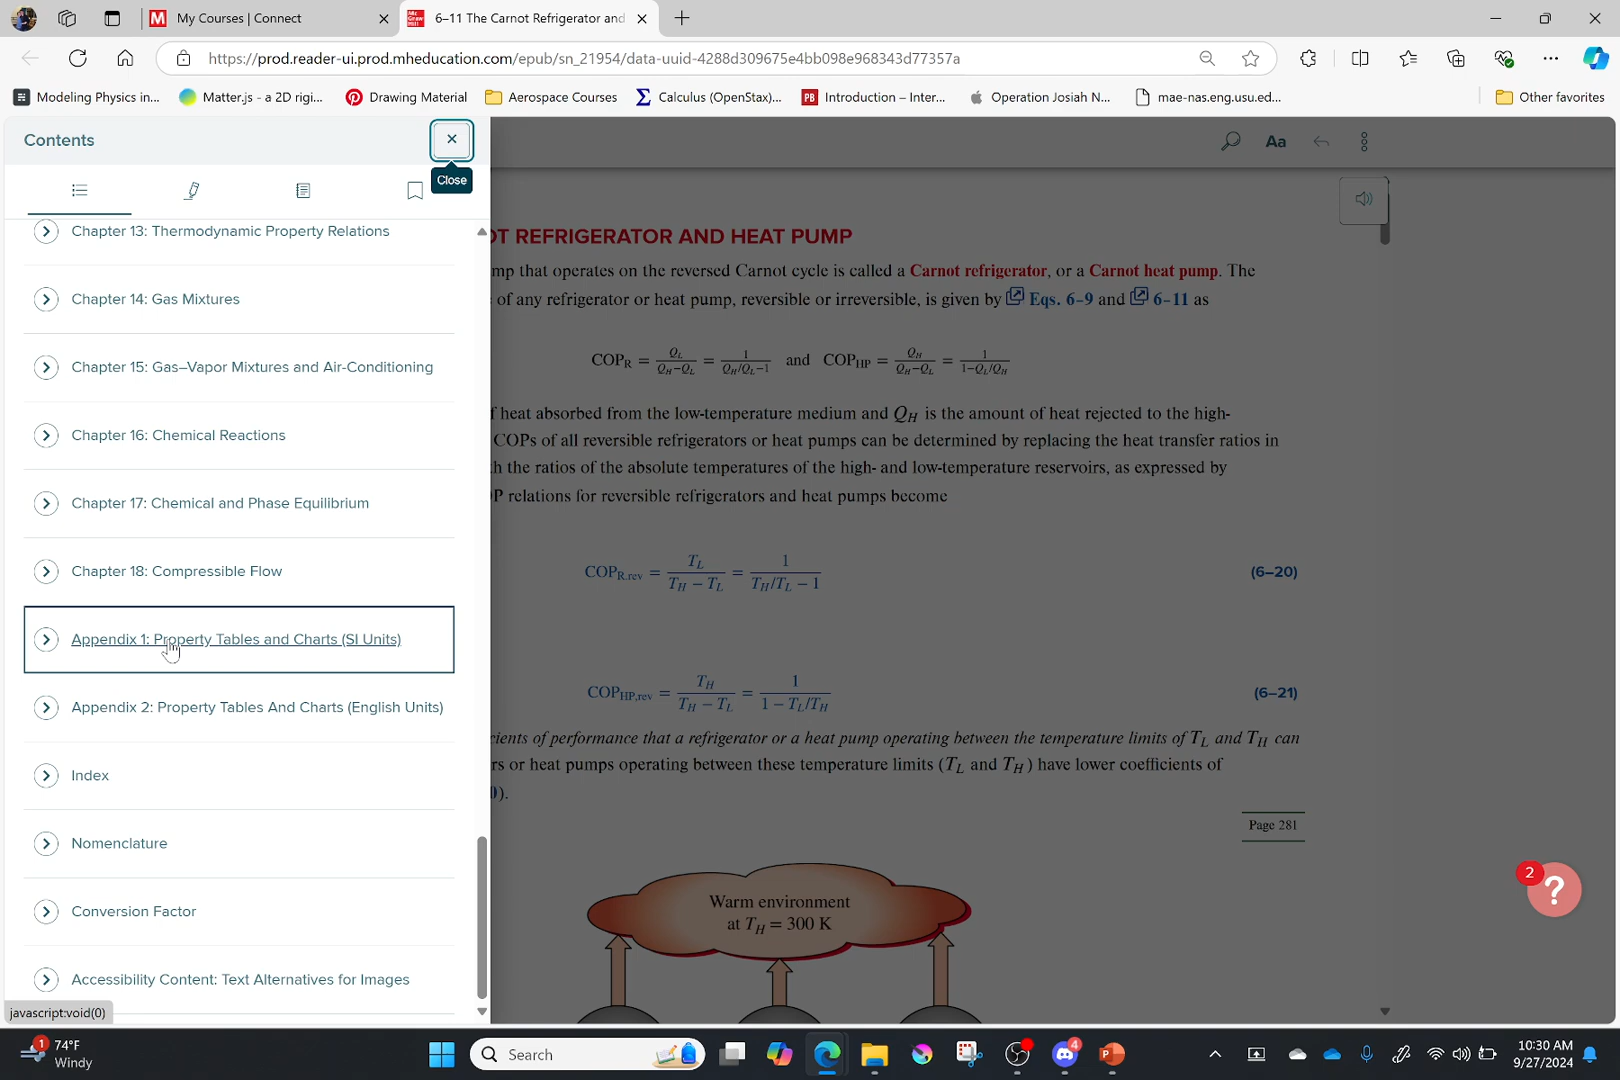 My Courses | Connect
6–11 The Carnot Refrigerator and
https://prod.reader-ui.prod.mheducation.com/epub/sn_21954/data-uuid-4288d309675e4bb098e968343d77357a
Modeling Physics in...
Matter.js - a 2D rigi...
Drawing Material
Aerospace Courses
Calculus (OpenStax)...
Introduction – Inter...
Operation Josiah N...
mae-nas.eng.usu.ed...
Other favorites
Contents
Close
Aa
Chapter 13: Thermodynamic Property Relations
Chapter 14: Gas Mixtures
Chapter 15: Gas–Vapor Mixtures and Air-Conditioning
Chapter 16: Chemical Reactions
Chapter 17: Chemical and Phase Equilibrium
Chapter 18: Compressible Flow
Appendix 1: Property Tables and Charts (SI Units)
Appendix 2: Property Tables And Charts (English Units)
Index
Nomenclature
Conversion Factor
Accessibility Content: Text Alternatives for Images
javascript:void(0)
OT REFRIGERATOR AND HEAT PUMP
mp that operates on the reversed Carnot cycle is called a Carnot refrigerator, or a Carnot heat pump. The
of any refrigerator or heat pump, reversible or irreversible, is given by Eqs. 6–9 and 6–11 as
COP_R = Q_L/(Q_H−Q_L) = 1/(Q_H/Q_L−1) and COP_HP = Q_H/(Q_H−Q_L) = 1/(1−Q_L/Q_H)
f heat absorbed from the low-temperature medium and Q_H is the amount of heat rejected to the high-
COPs of all reversible refrigerators or heat pumps can be determined by replacing the heat transfer ratios in
h the ratios of the absolute temperatures of the high- and low-temperature reservoirs, as expressed by
P relations for reversible refrigerators and heat pumps become
COP_R,rev = T_L/(T_H − T_L) = 1/(T_H/T_L − 1) (6–20)
COP_HP,rev = T_H/(T_H − T_L) = 1/(1 − T_L/T_H) (6–21)
cients of performance that a refrigerator or a heat pump operating between the temperature limits of T_L and T_H can
rs or heat pumps operating between these temperature limits (T_L and T_H) have lower coefficients of
0).
Page 281
Warm environment
at T_H = 300 K
2
?
1
74°F
Windy
Search
4
10:30 AM
9/27/2024